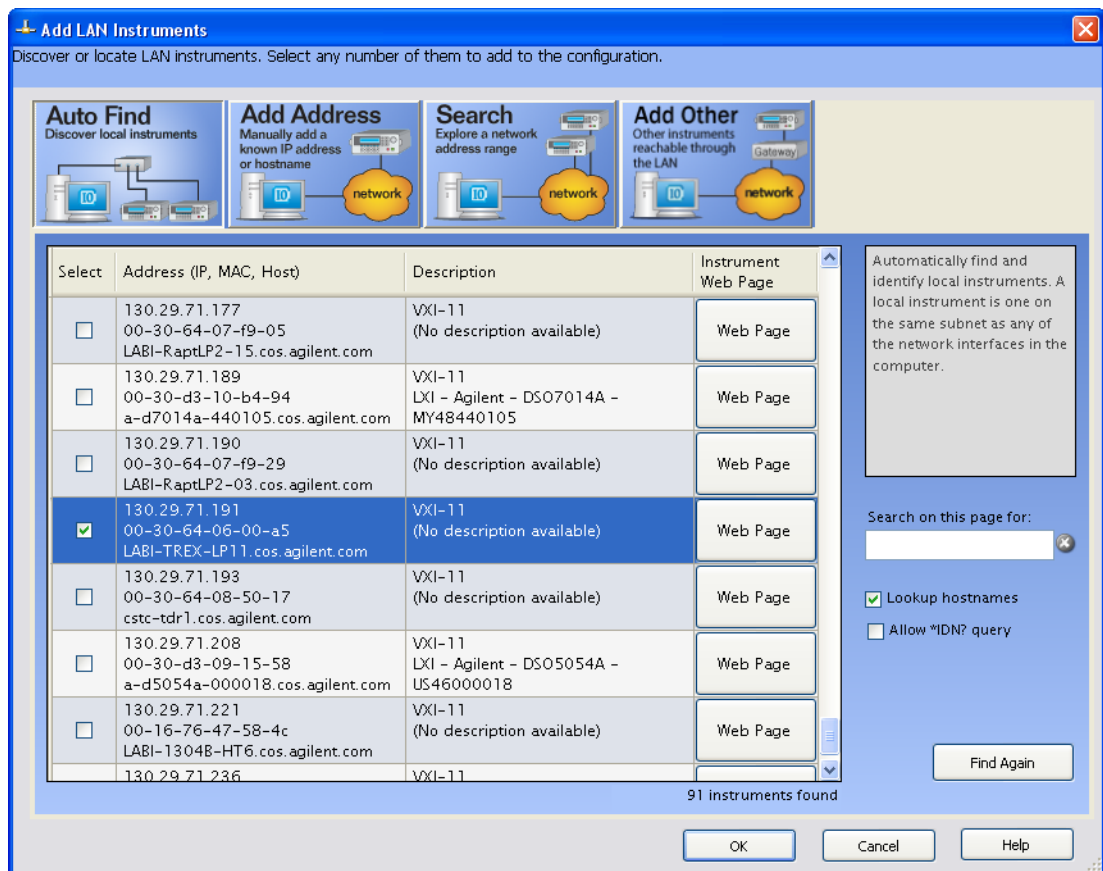 Add LAN Instruments
Discover or locate LAN instruments. Select any number of them to add to the configuration.
Auto Find
Discover local instruments
IO
Add Address
Manually add a
known IP address
or hostname
IO
network
Search
Explore a network
address range
IO
network
Add Other
Other instruments
reachable through
the LAN
Gateway
IO
network
Select
Address (IP, MAC, Host)
Description
Instrument
Web Page
130.29.71.177
00-30-64-07-f9-05
LABI-RaptLP2-15.cos.agilent.com
VXI-11
(No description available)
Web Page
130.29.71.189
00-30-d3-10-b4-94
a-d7014a-440105.cos.agilent.com
VXI-11
LXI - Agilent - DSO7014A -
MY48440105
Web Page
130.29.71.190
00-30-64-07-f9-29
LABI-RaptLP2-03.cos.agilent.com
VXI-11
(No description available)
Web Page
130.29.71.191
00-30-64-06-00-a5
LABI-TREX-LP11.cos.agilent.com
VXI-11
(No description available)
Web Page
130.29.71.193
00-30-64-08-50-17
cstc-tdr1.cos.agilent.com
VXI-11
(No description available)
Web Page
130.29.71.208
00-30-d3-09-15-58
a-d5054a-000018.cos.agilent.com
VXI-11
LXI - Agilent - DSO5054A -
US46000018
Web Page
130.29.71.221
00-16-76-47-58-4c
LABI-1304B-HT6.cos.agilent.com
VXI-11
(No description available)
Web Page
130.29.71.236
VXI-11
91 instruments found
Automatically find and
identify local instruments. A
local instrument is one on
the same subnet as any of
the network interfaces in the
computer.
Search on this page for:
Lookup hostnames
Allow *IDN? query
Find Again
OK
Cancel
Help